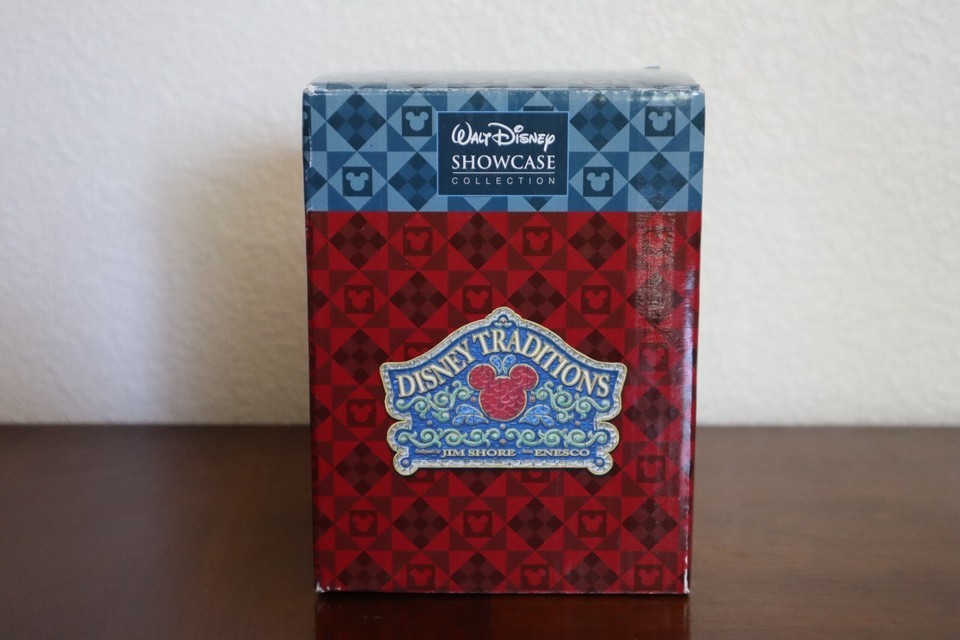 WALT DISNEY
SHOWCASE
COLLECTION
DISNEY TRADITIONS
JIM SHORE
ENESCO